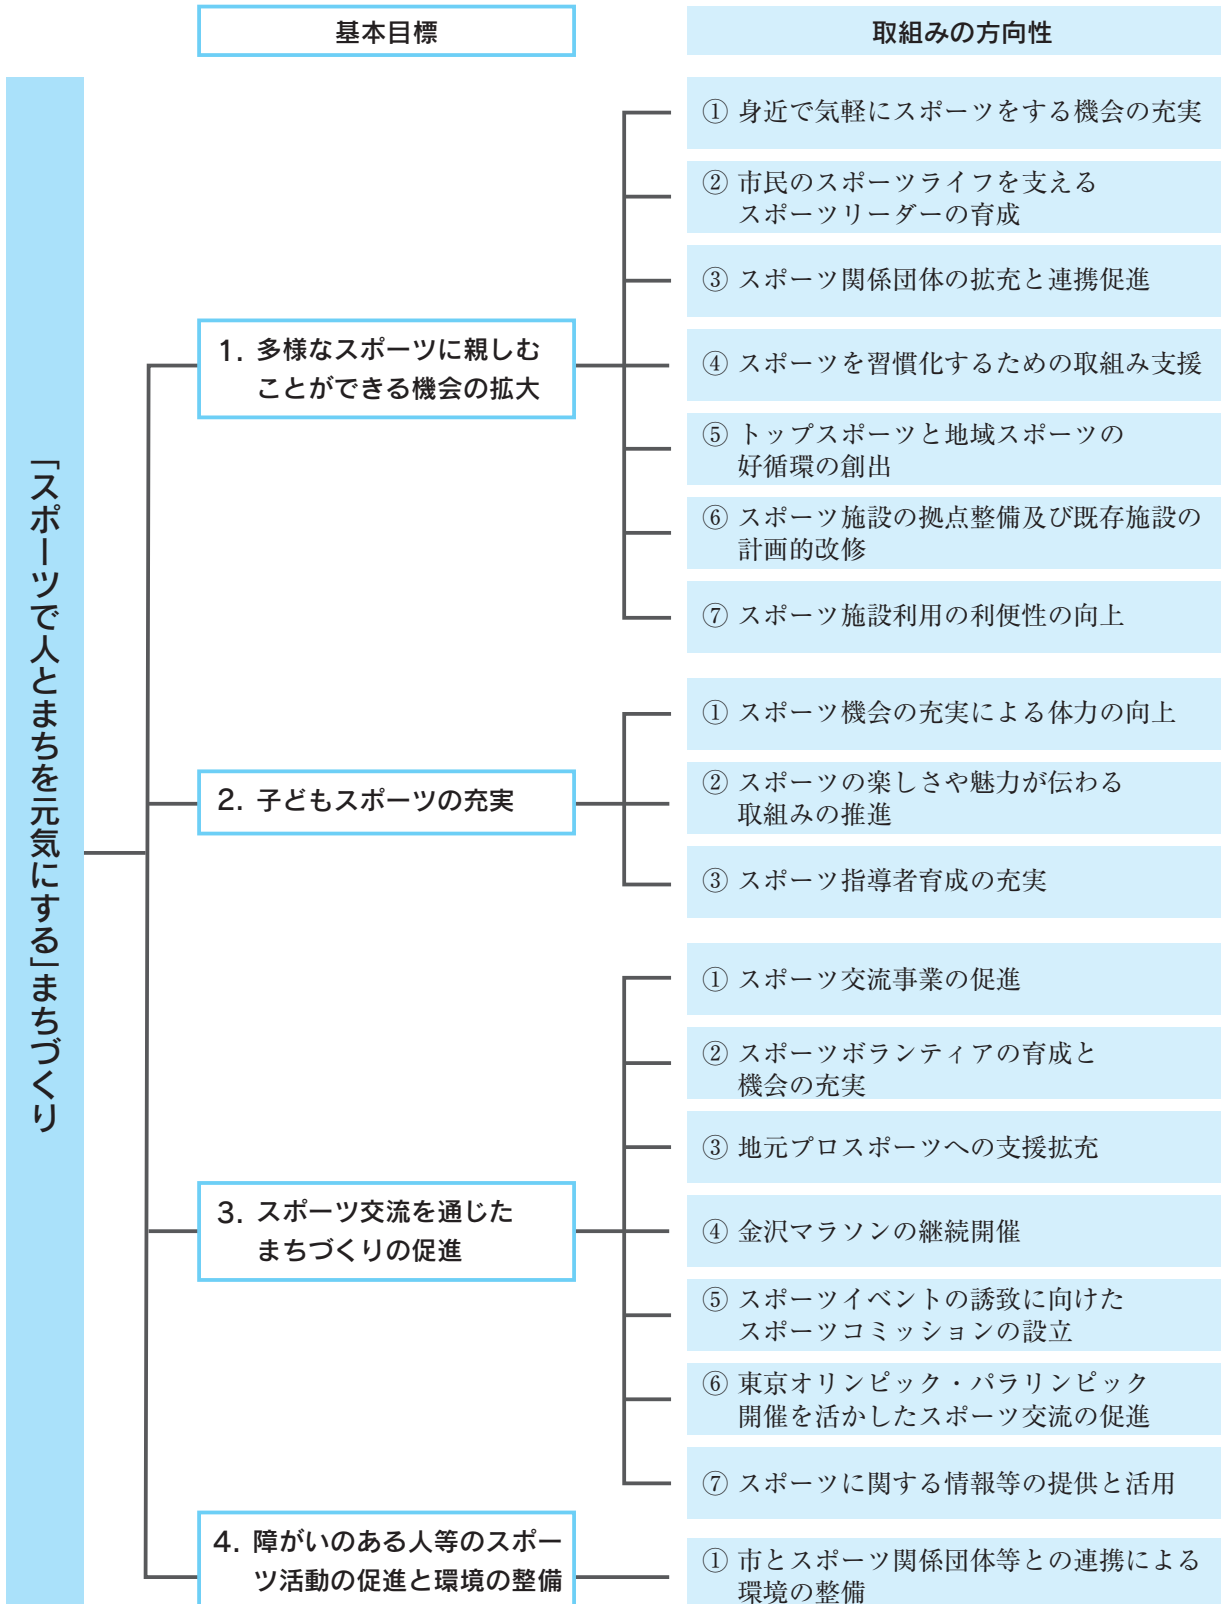 基本目標
取組みの方向性
「スポーツで人とまちを元気にする」まちづくり
1. 多様なスポーツに親しむ
ことができる機会の拡大
① 身近で気軽にスポーツをする機会の充実
② 市民のスポーツライフを支える
スポーツリーダーの育成
③ スポーツ関係団体の拡充と連携促進
④ スポーツを習慣化するための取組み支援
⑤ トップスポーツと地域スポーツの
好循環の創出
⑥ スポーツ施設の拠点整備及び既存施設の
計画的改修
⑦ スポーツ施設利用の利便性の向上
2. 子どもスポーツの充実
① スポーツ機会の充実による体力の向上
② スポーツの楽しさや魅力が伝わる
取組みの推進
③ スポーツ指導者育成の充実
3. スポーツ交流を通じた
まちづくりの促進
① スポーツ交流事業の促進
② スポーツボランティアの育成と
機会の充実
③ 地元プロスポーツへの支援拡充
④ 金沢マラソンの継続開催
⑤ スポーツイベントの誘致に向けた
スポーツコミッションの設立
⑥ 東京オリンピック・パラリンピック
開催を活かしたスポーツ交流の促進
⑦ スポーツに関する情報等の提供と活用
4. 障がいのある人等のスポー
ツ活動の促進と環境の整備
① 市とスポーツ関係団体等との連携による
環境の整備